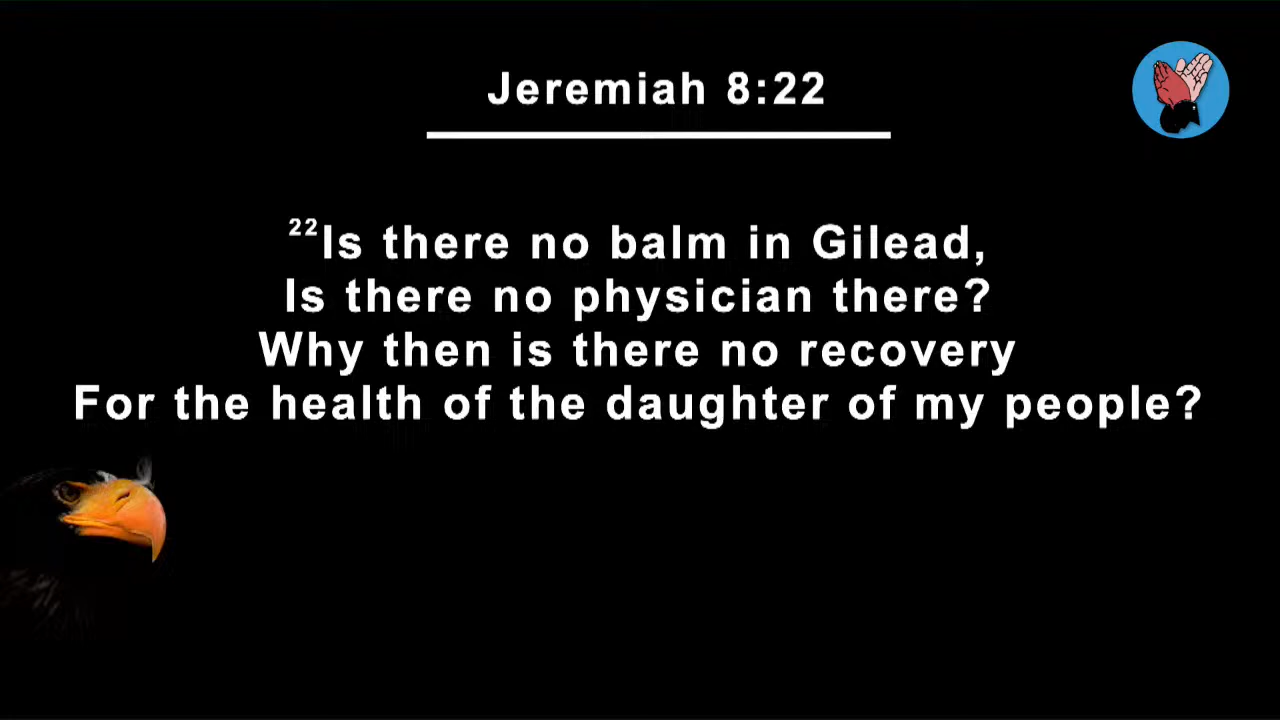 Jeremiah 8:22
22Is there no balm in Gilead,
Is there no physician there?
Why then is there no recovery
For the health of the daughter of my people?